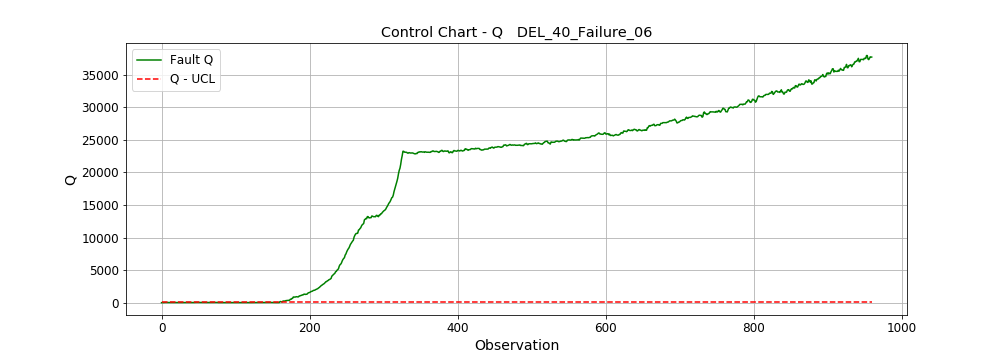 Control Chart - Q   DEL_40_Failure_06
Fault Q
Q - UCL
35000
30000
25000
20000
15000
10000
5000
0
Q
0 200 400 600 800 1000
Observation